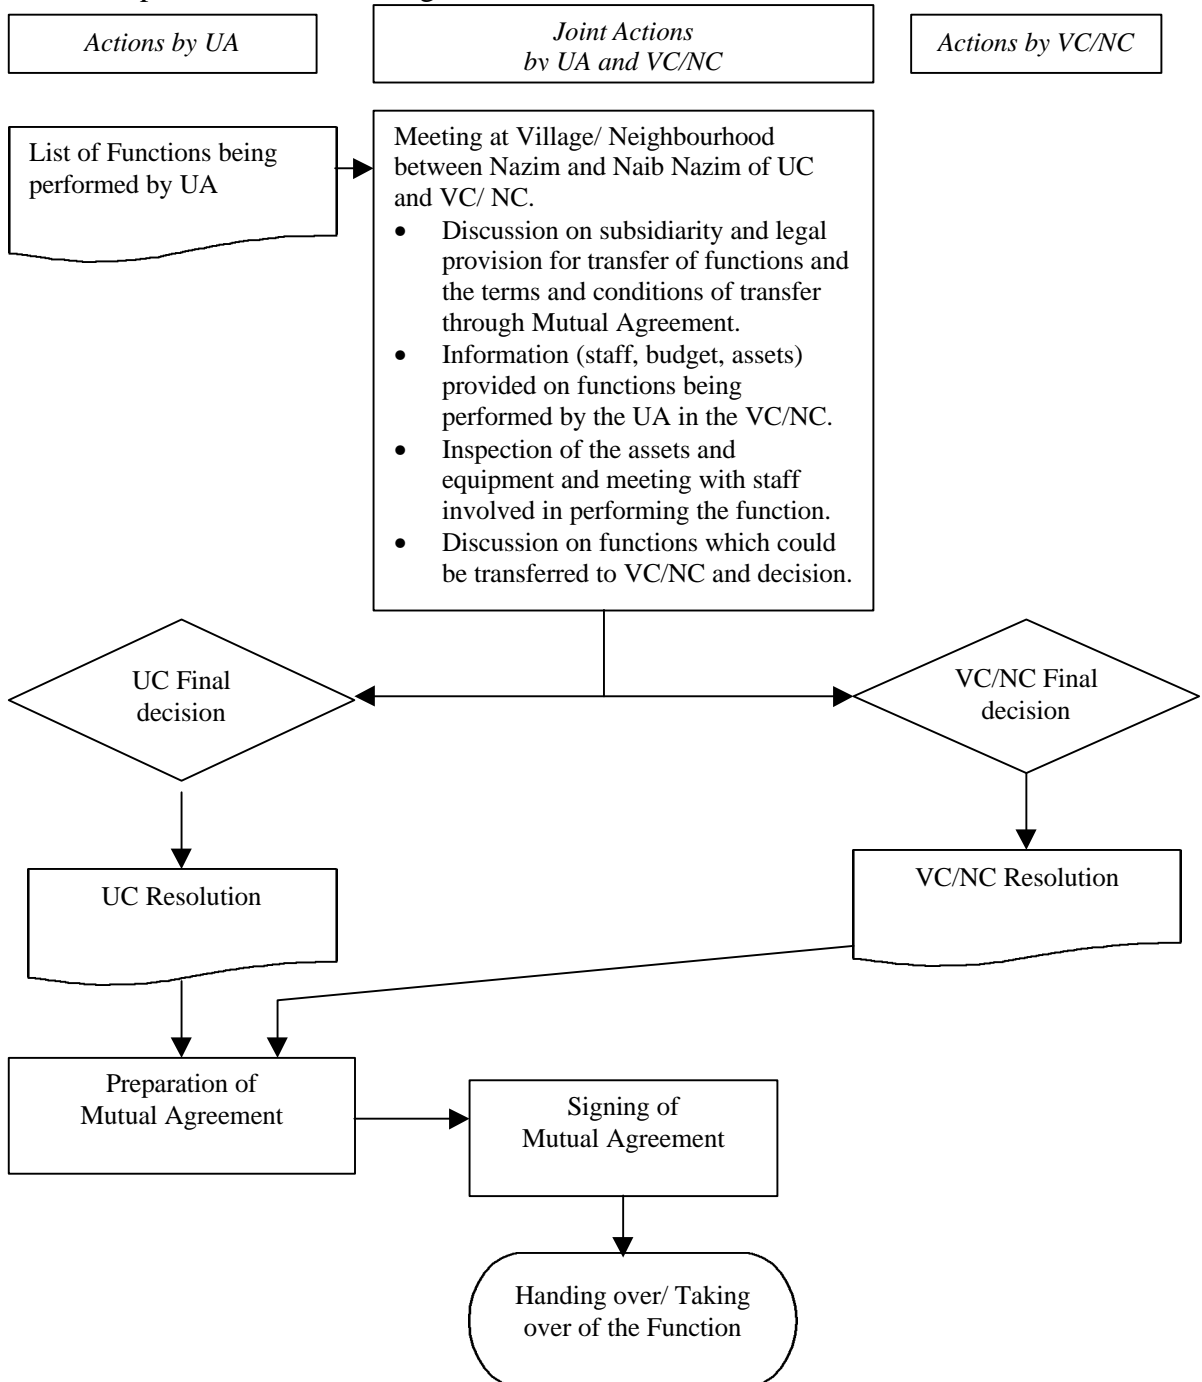 Actions by UA
Joint Actions
by UA and VC/NC
Actions by VC/NC
List of Functions being
performed by UA
Meeting at Village/ Neighbourhood
between Nazim and Naib Nazim of UC
and VC/ NC.
• Discussion on subsidiarity and legal
provision for transfer of functions and
the terms and conditions of transfer
through Mutual Agreement.
• Information (staff, budget, assets)
provided on functions being
performed by the UA in the VC/NC.
• Inspection of the assets and
equipment and meeting with staff
involved in performing the function.
• Discussion on functions which could
be transferred to VC/NC and decision.
UC Final
decision
VC/NC Final
decision
UC Resolution
VC/NC Resolution
Preparation of
Mutual Agreement
Signing of
Mutual Agreement
Handing over/ Taking
over of the Function